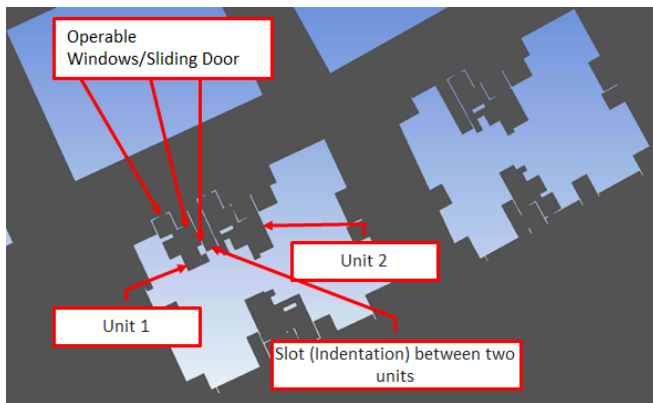 Operable
Windows/Sliding Door
Unit 2
Unit 1
Slot (Indentation) between two
units